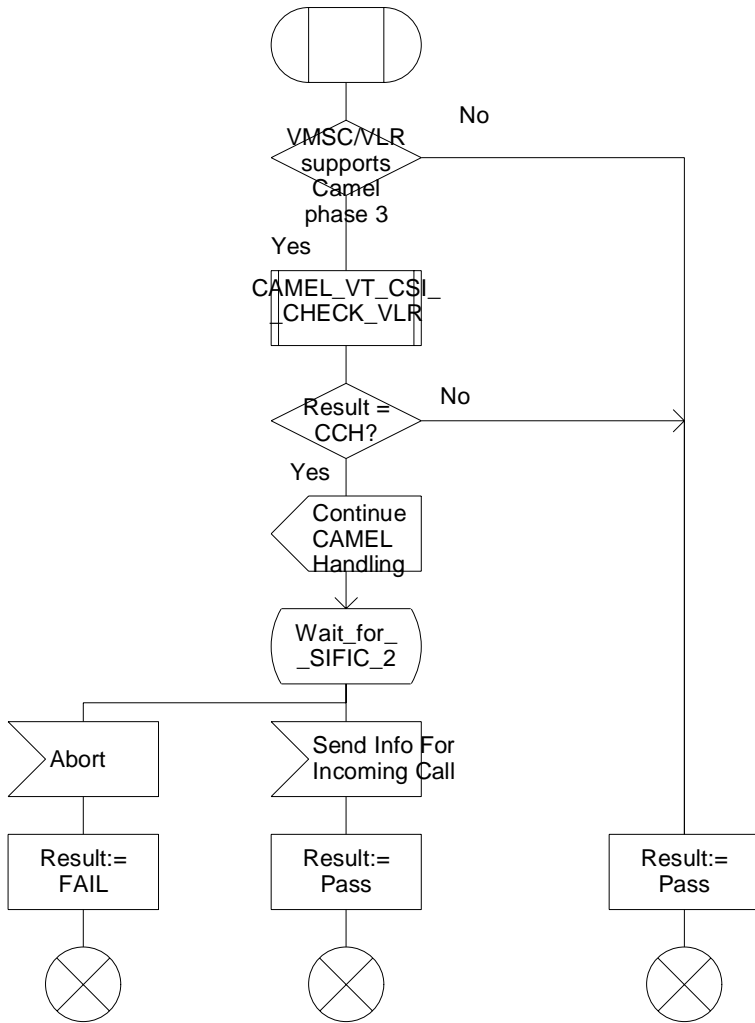 No
VMSC/VLR
supports
Camel
phase 3
Yes
CAMEL_VT_CSI_
_CHECK_VLR
Result =
CCH?
No
Yes
Continue
CAMEL
Handling
Wait_for_
_SIFIC_2
Abort
Send Info For
Incoming Call
Result:=
FAIL
Result:=
Pass
Result:=
Pass